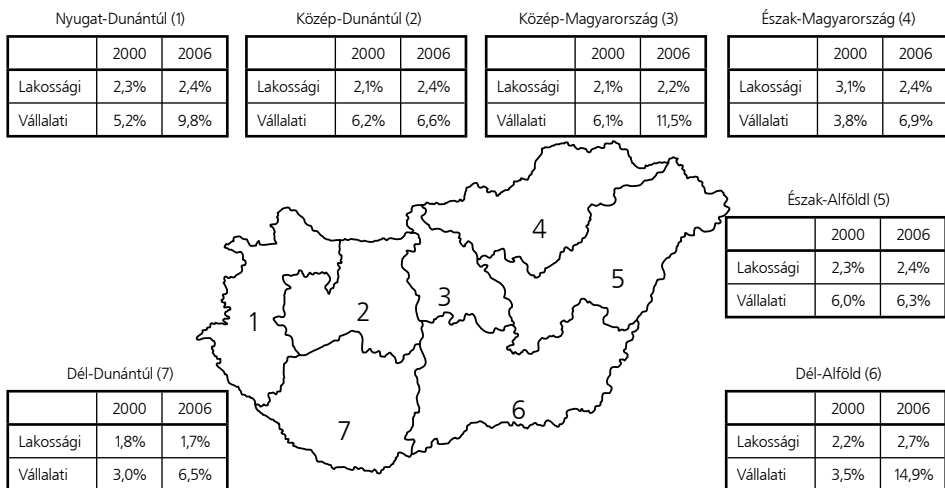 Nyugat-Dunántúl (1)
2000 2006
Lakossági 2,3% 2,4%
Vállalati 5,2% 9,8%
Közép-Dunántúl (2)
2000 2006
Lakossági 2,1% 2,4%
Vállalati 6,2% 6,6%
Közép-Magyarország (3)
2000 2006
Lakossági 2,1% 2,2%
Vállalati 6,1% 11,5%
Észak-Magyarország (4)
2000 2006
Lakossági 3,1% 2,4%
Vállalati 3,8% 6,9%
Észak-Alföldl (5)
2000 2006
Lakossági 2,3% 2,4%
Vállalati 6,0% 6,3%
4
5
3
2
1
6
7
Dél-Dunántúl (7)
2000 2006
Lakossági 1,8% 1,7%
Vállalati 3,0% 6,5%
Dél-Alföld (6)
2000 2006
Lakossági 2,2% 2,7%
Vállalati 3,5% 14,9%